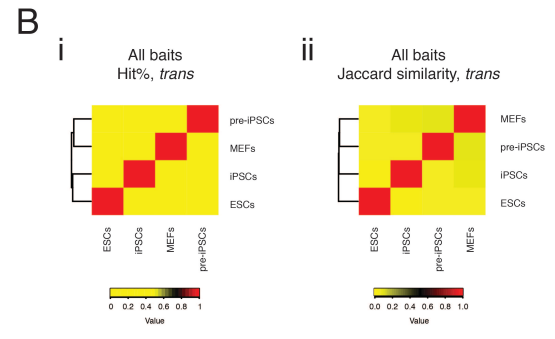 B
i
All baits
Hit%, trans
pre-iPSCs
MEFs
iPSCs
ESCs
ESCs
iPSCs
MEFs
pre-iPSCs
0 0.2 0.4 0.6 0.8 1
Value
ii
All baits
Jaccard similarity, trans
MEFs
pre-iPSCs
iPSCs
ESCs
ESCs
iPSCs
pre-iPSCs
MEFs
0.0 0.2 0.4 0.6 0.8 1.0
Value